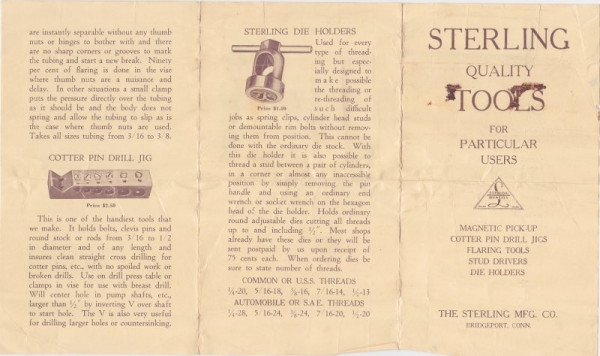 are instantly separable without any thumb
nuts or hinges to bother with and there
are no sharp corners or grooves to mark
the tubing and start a new break. Ninety
per cent of flaring is done in the vise
where thumb nuts are a nuisance and
delay. In other situations a small clamp
puts the pressure directly over the tubing
as it should be and the body does not
spring and allow the tubing to slip as is
the case where thumb nuts are used.
Takes all sizes tubing from 3/16 to 3/8.
COTTER PIN DRILL JIG
Price $2.50
This is one of the handiest tools that
we make. It holds bolts, clevis pins and
round stock or rods from 3/16 to 1/2
in diameter and of any length and
insures clean straight cross drilling for
cotter pins, etc., with no spoiled work or
broken drills. Use on drill press table or
clamps in vise for use with breast drill.
Will center hole in pump shafts, etc.,
larger than ½" by inverting V over shaft
to start hole. The V is also very useful
for drilling larger holes or countersinking.
STERLING DIE HOLDERS
Used for every
type of thread-
ing but espec-
ially designed to
make possible
the threading or
re-threading of
such difficult
Price $1.50
jobs as spring clips, cylinder head studs
or demountable rim bolts without remov-
ing them from position. This cannot be
done with the ordinary die stock. With
this die holder it is also possible to
thread a stud between a pair of cylinders,
in a corner or almost any inaccessible
position by simply removing the pin
handle and using an ordinary end
wrench or socket wrench on the hexagon
head of the die holder. Holds ordinary
round adjustable dies cutting all threads
up to and including ½". Most shops
already have these dies or they will be
sent postpaid by us upon receipt of
75 cents each. When ordering dies be
sure to state number of threads.
COMMON OR U.S.S. THREADS
¼-20, 5/16-18, ⅜-16, 7/16-14, ½-13
AUTOMOBILE OR S.A.E. THREADS
¼-28, 5/16-24, ⅜-24, 7/16-20, ½-20
STERLING
QUALITY
TOOLS
FOR
PARTICULAR
USERS
MAGNETIC PICK-UP
COTTER PIN DRILL JIGS
FLARING TOOLS
STUD DRIVERS
DIE HOLDERS
THE STERLING MFG. CO.
BRIDGEPORT, CONN.